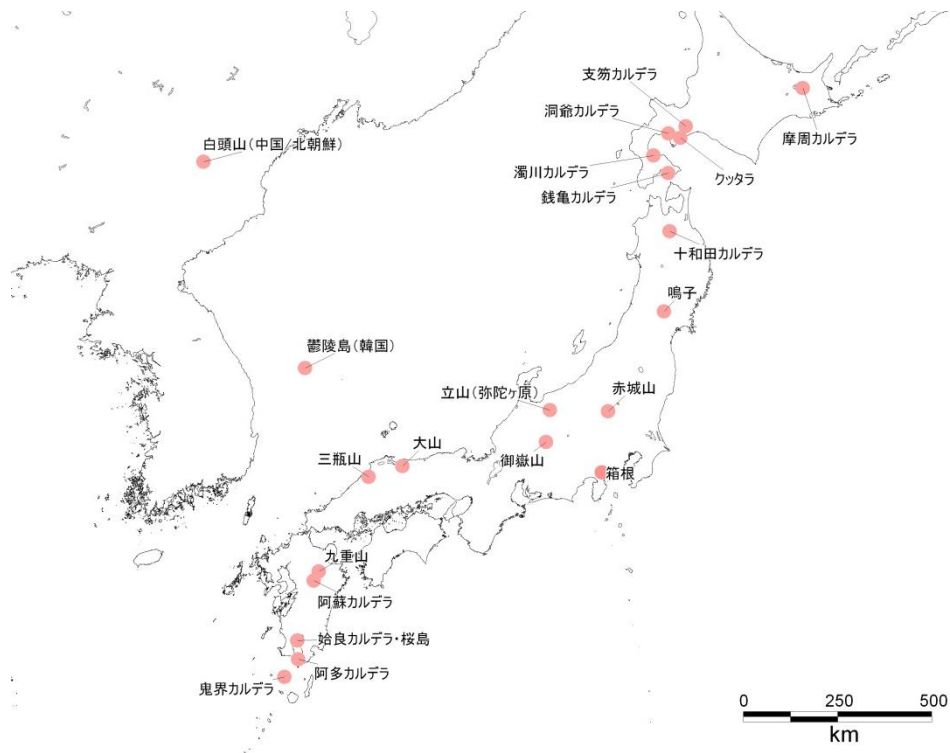 支笏カルデラ
洞爺カルデラ
摩周カルデラ
白頭山(中国/北朝鮮)
濁川カルデラ
クッタラ
銭亀カルデラ
十和田カルデラ
鳴子
鬱陵島(韓国)
立山(弥陀ヶ原)
赤城山
大山
三瓶山
御嶽山
箱根
九重山
阿蘇カルデラ
姶良カルデラ・桜島
阿多カルデラ
鬼界カルデラ
0 250 500
km